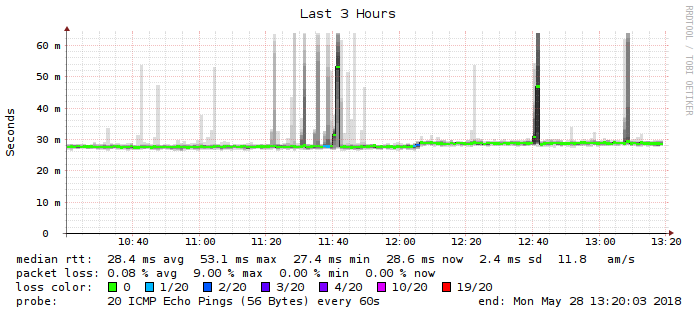 Last 3 Hours
RRDTOOL / TOBI OETIKER
Seconds
60 m
50 m
40 m
30 m
20 m
10 m
0
10:40 11:00 11:20 11:40 12:00 12:20 12:40 13:00 13:20
median rtt: 28.4 ms avg 53.1 ms max 27.4 ms min 28.6 ms now 2.4 ms sd 11.8 am/s
packet loss: 0.08 % avg 9.00 % max 0.00 % min 0.00 % now
loss color: 0 1/20 2/20 3/20 4/20 10/20 19/20
probe: 20 ICMP Echo Pings (56 Bytes) every 60s end: Mon May 28 13:20:03 2018